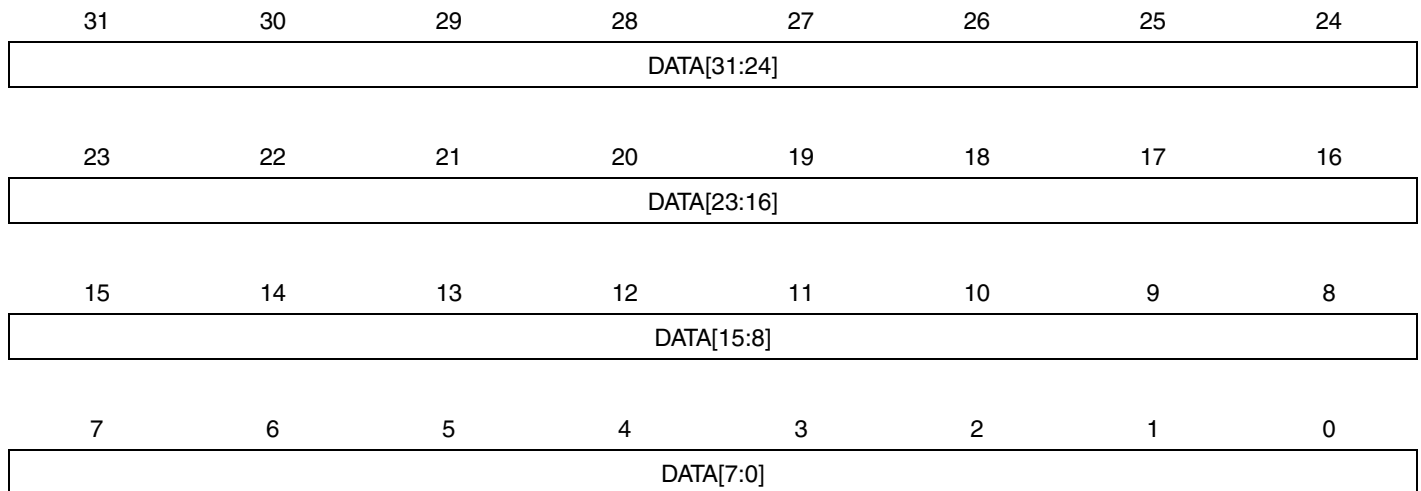 31 30 29 28 27 26 25 24
DATA[31:24]
23 22 21 20 19 18 17 16
DATA[23:16]
15 14 13 12 11 10 9 8
DATA[15:8]
7 6 5 4 3 2 1 0
DATA[7:0]